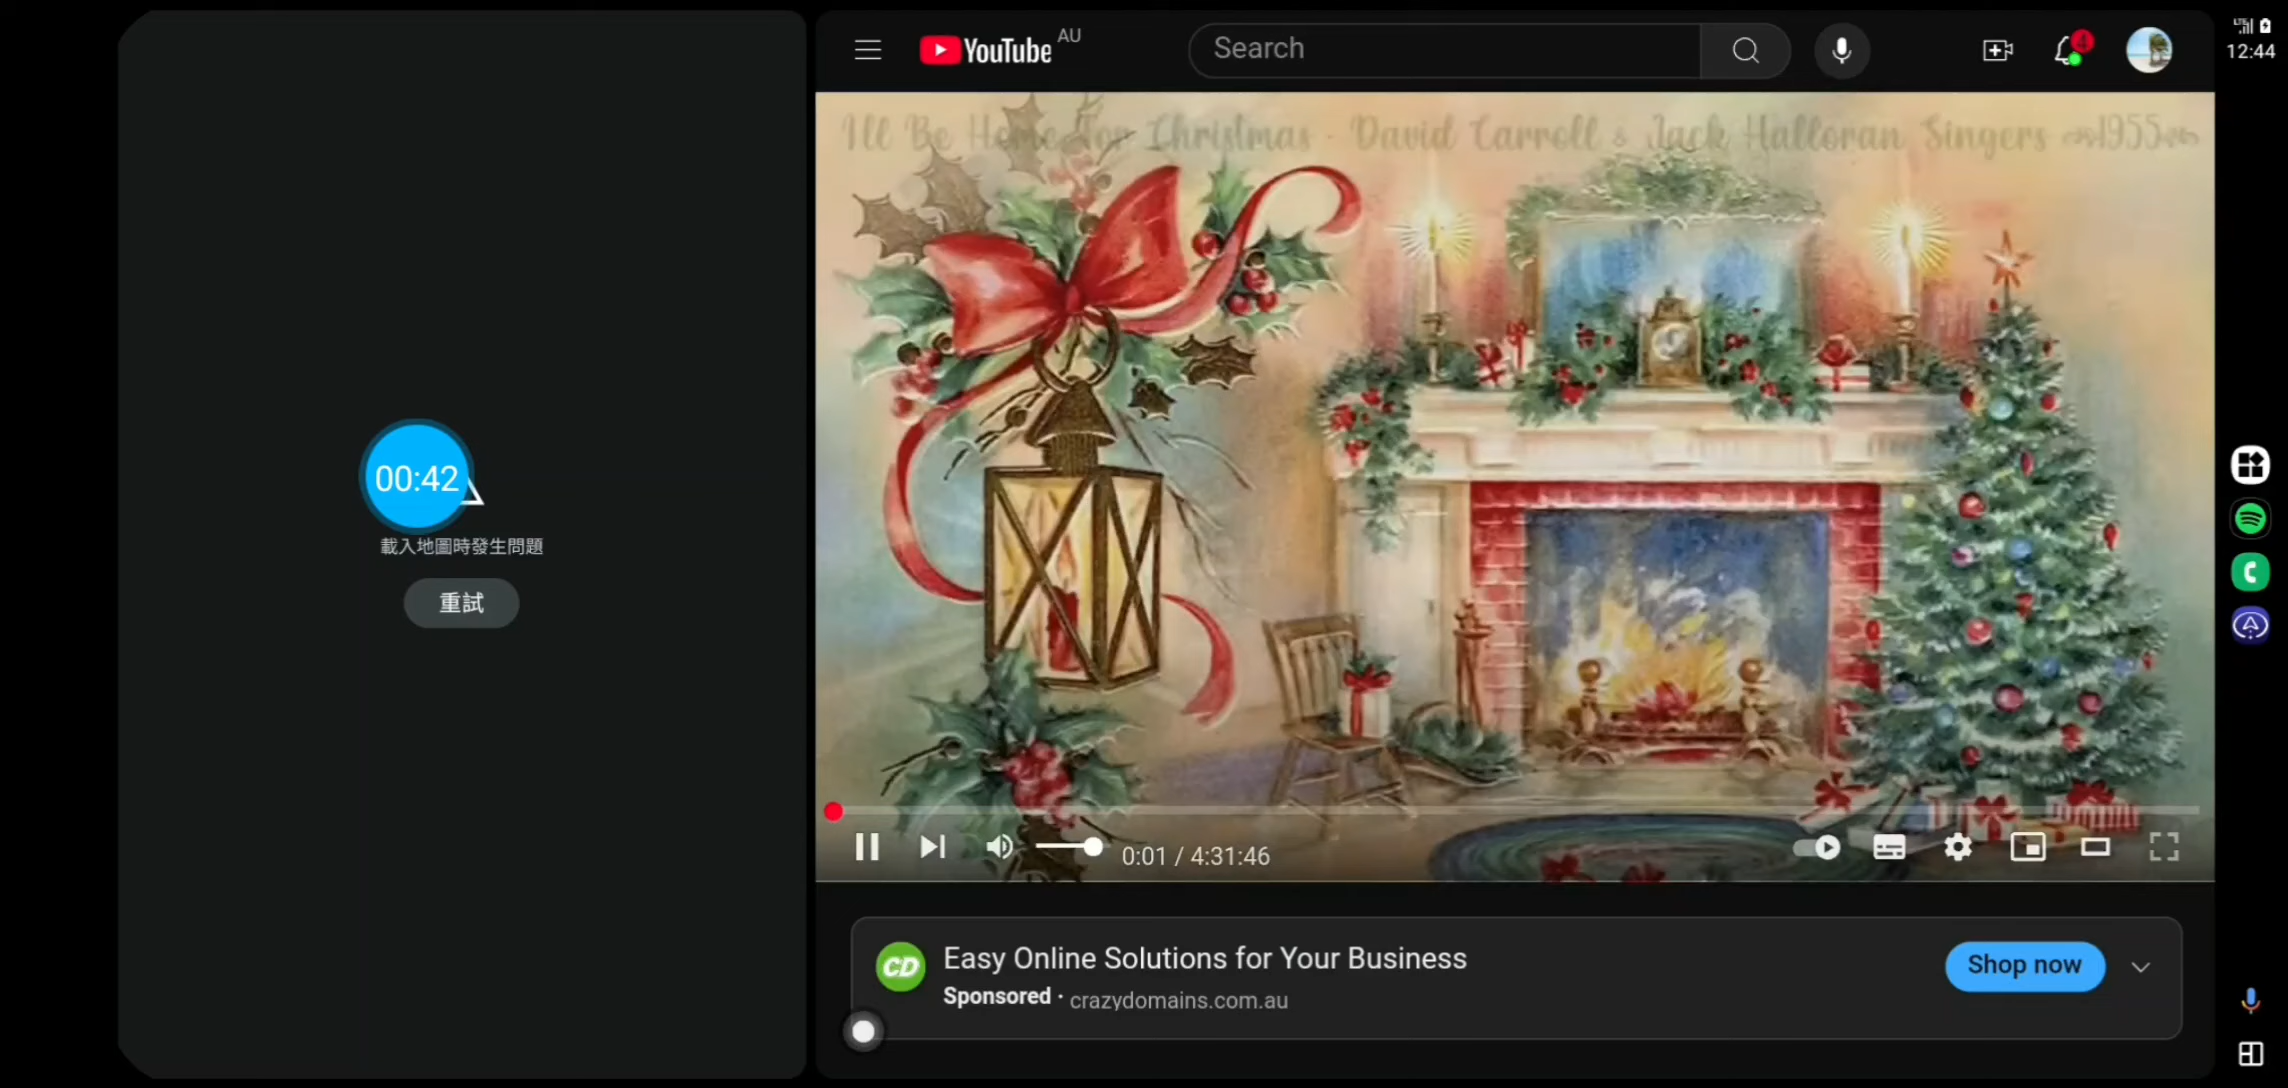 YouTube AU
Search
4
12:44
I'll Be Home for Christmas - David Carroll & Jack Halloran Singers 1955
00:42
載入地圖時發生問題
重試
0:01 / 4:31:46
CD
Easy Online Solutions for Your Business
Sponsored · crazydomains.com.au
Shop now
LTE